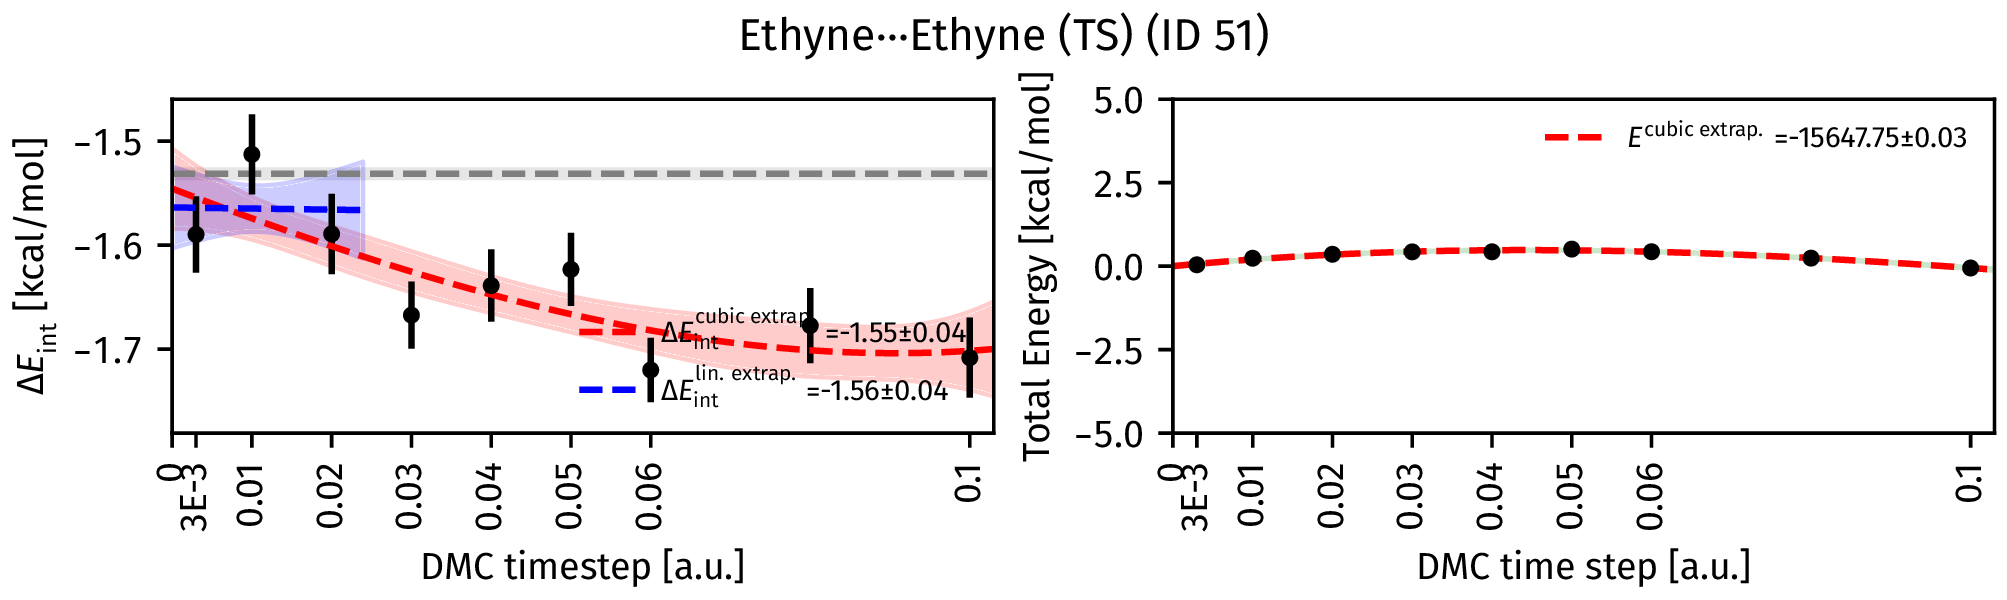 Ethyne···Ethyne (TS) (ID 51)
ΔE_int [kcal/mol]
−1.5
−1.6
−1.7
ΔE_int^cubic extrap. =-1.55±0.04
ΔE_int^lin. extrap. =-1.56±0.04
0
3E-3
0.01
0.02
0.03
0.04
0.05
0.06
0.1
DMC timestep [a.u.]
Total Energy [kcal/mol]
5.0
2.5
0.0
−2.5
−5.0
E^cubic extrap. =-15647.75±0.03
0
3E-3
0.01
0.02
0.03
0.04
0.05
0.06
0.1
DMC time step [a.u.]